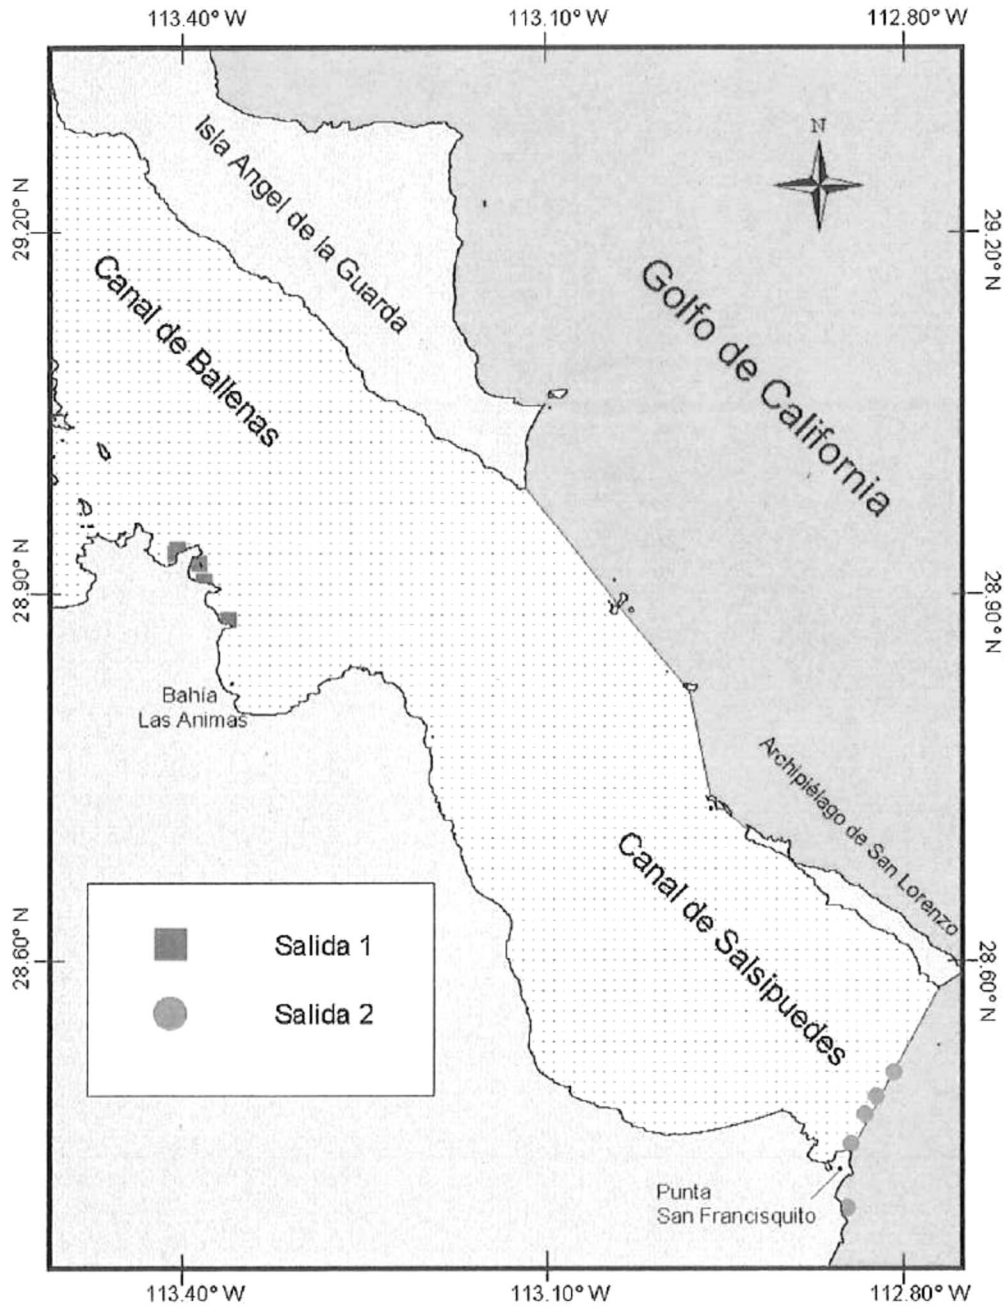 113.40° W
113.10° W
112.80° W
N
Isla Angel de la Guarda
29.20° N
29.20° N
Canal de Ballenas
Golfo de California
28.90° N
28.90° N
Bahía
Las Animas
Archipiélago de San Lorenzo
Canal de Salsipuedes
Salida 1
28.60° N
28.60° N
Salida 2
Punta
San Francisquito
113.40° W
113.10° W
112.80° W